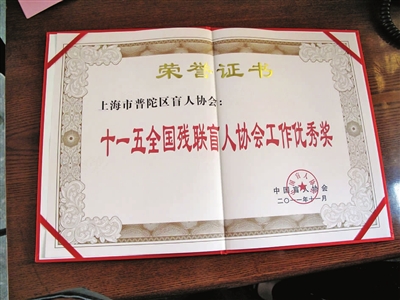 荣誉证书
上海市普陀区盲人协会：
十一五全国残联盲人协会工作优秀奖
中国盲人协会
二〇一一年十一月